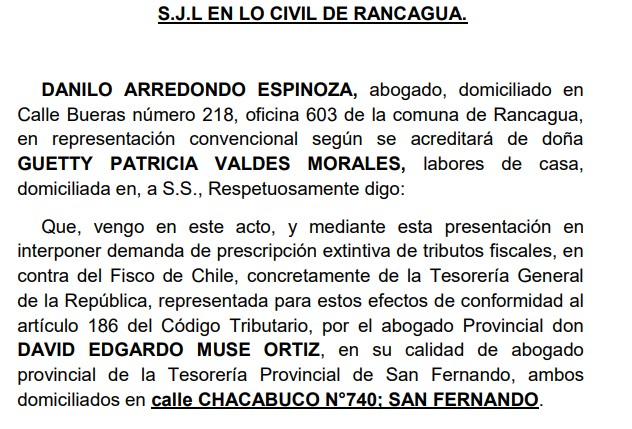 S.J.L EN LO CIVIL DE RANCAGUA.
DANILO ARREDONDO ESPINOZA, abogado, domiciliado en
Calle Bueras número 218, oficina 603 de la comuna de Rancagua,
en representación convencional según se acreditará de doña
GUETTY PATRICIA VALDES MORALES, labores de casa,
domiciliada en, a S.S., Respetuosamente digo:
Que, vengo en este acto, y mediante esta presentación en
interponer demanda de prescripción extintiva de tributos fiscales, en
contra del Fisco de Chile, concretamente de la Tesorería General
de la República, representada para estos efectos de conformidad al
artículo 186 del Código Tributario, por el abogado Provincial don
DAVID EDGARDO MUSE ORTIZ, en su calidad de abogado
provincial de la Tesorería Provincial de San Fernando, ambos
domiciliados en calle CHACABUCO N°740; SAN FERNANDO.